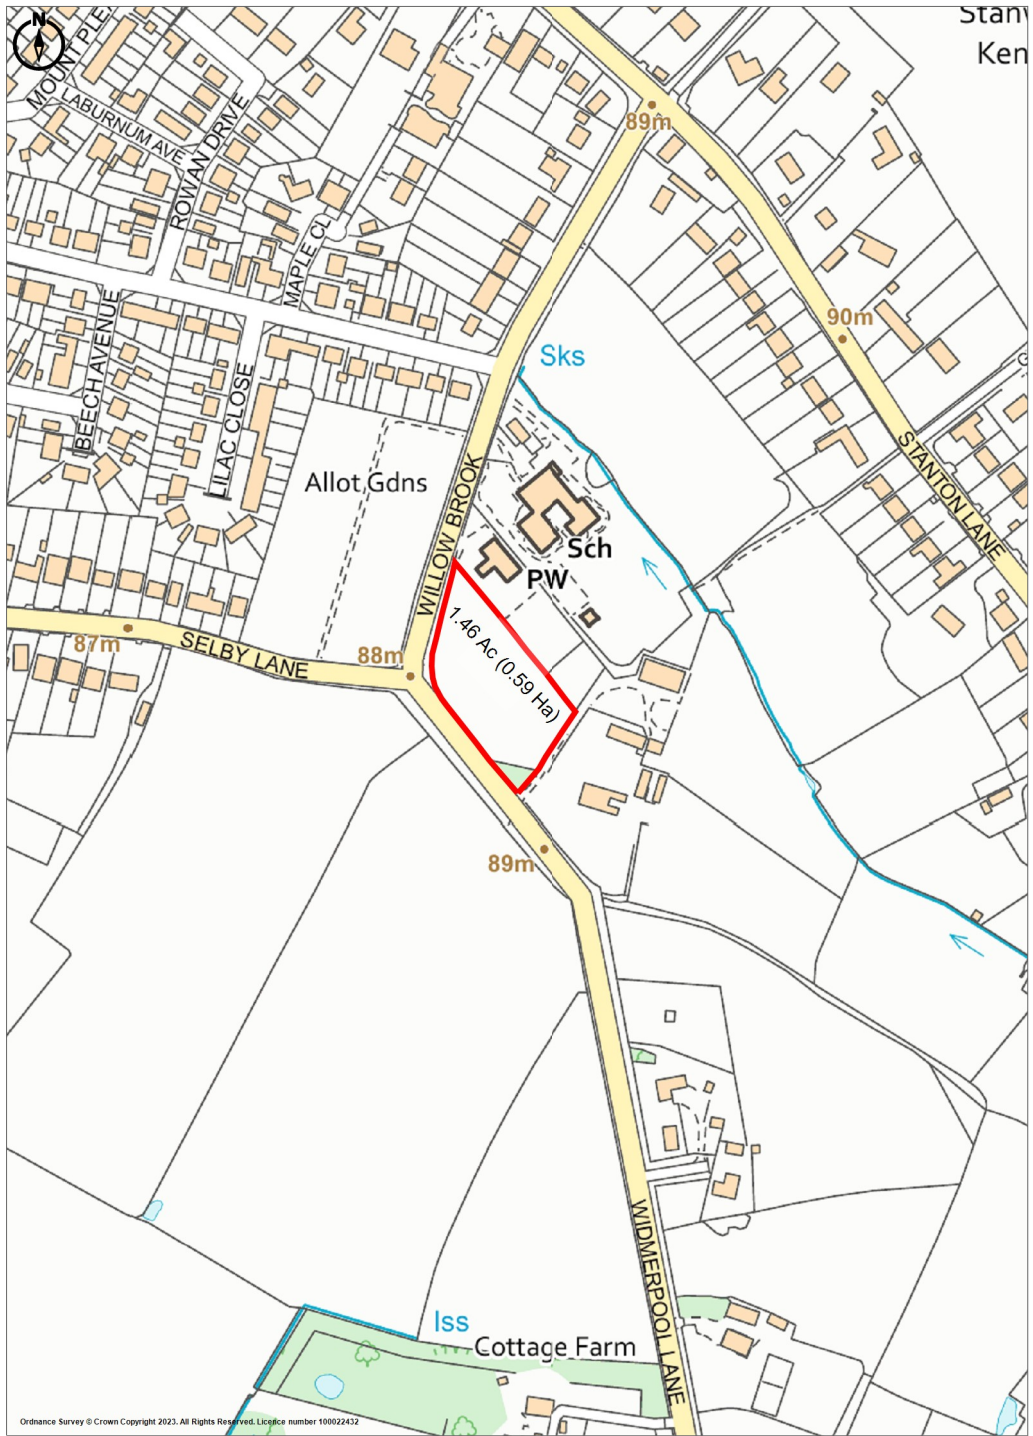 N
Stan
Ken
MOUNT PLEA
LABURNUM AVE
ROWAN DRIVE
89m
MAPLE CL
90m
BEECH AVENUE
LILAC CLOSE
Sks
STANTON LANE
Allot Gdns
WILLOW BROOK
Sch
PW
1.46 Ac (0.59 Ha)
87m
SELBY LANE
88m
89m
WIDMERPOOL LANE
Iss
Cottage Farm
Ordnance Survey © Crown Copyright 2023. All Rights Reserved. Licence number 100022432